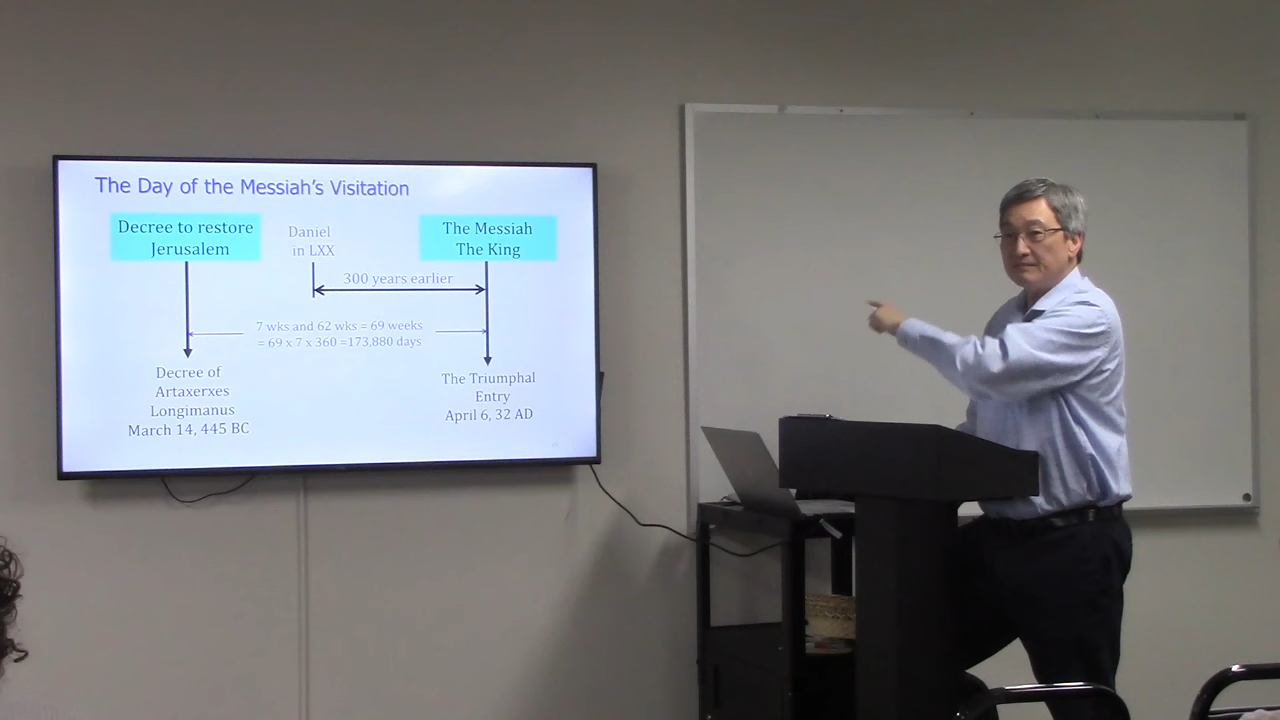 The Day of the Messiah's Visitation
Decree to restore
Jerusalem
Daniel
in LXX
The Messiah
The King
300 years earlier
7 wks and 62 wks = 69 weeks
= 69 x 7 x 360 =173,880 days
Decree of
Artaxerxes
Longimanus
March 14, 445 BC
The Triumphal
Entry
April 6, 32 AD